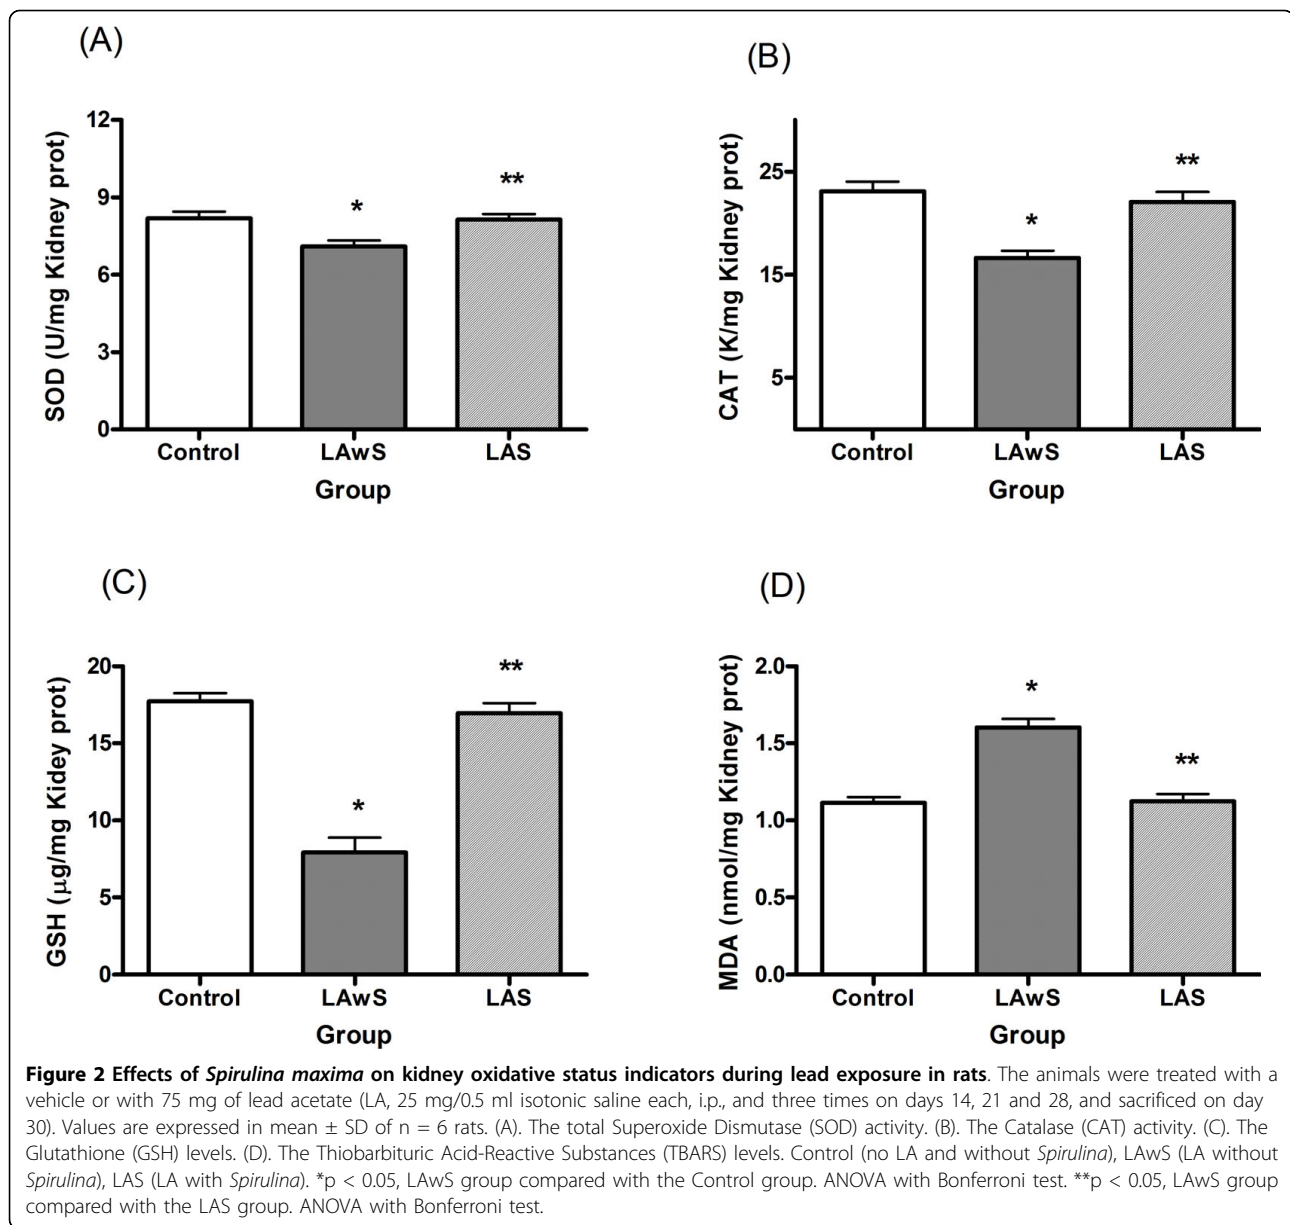 (A)
12
9
6
3
0
SOD (U/mg Kidney prot)
*
**
Control LAwS LAS
Group
(B)
25
15
5
CAT (K/mg Kidney prot)
*
**
Control LAwS LAS
Group
(C)
20
15
10
5
0
GSH (µg/mg Kidey prot)
*
**
Control LAwS LAS
Group
(D)
2.0
1.5
1.0
0.5
0.0
MDA (nmol/mg Kidney prot)
*
**
Control LAwS LAS
Group
Figure 2 Effects of Spirulina maxima on kidney oxidative status indicators during lead exposure in rats. The animals were treated with a
vehicle or with 75 mg of lead acetate (LA, 25 mg/0.5 ml isotonic saline each, i.p., and three times on days 14, 21 and 28, and sacrificed on day
30). Values are expressed in mean ± SD of n = 6 rats. (A). The total Superoxide Dismutase (SOD) activity. (B). The Catalase (CAT) activity. (C). The
Glutathione (GSH) levels. (D). The Thiobarbituric Acid-Reactive Substances (TBARS) levels. Control (no LA and without Spirulina), LAwS (LA without
Spirulina), LAS (LA with Spirulina). *p < 0.05, LAwS group compared with the Control group. ANOVA with Bonferroni test. **p < 0.05, LAwS group
compared with the LAS group. ANOVA with Bonferroni test.